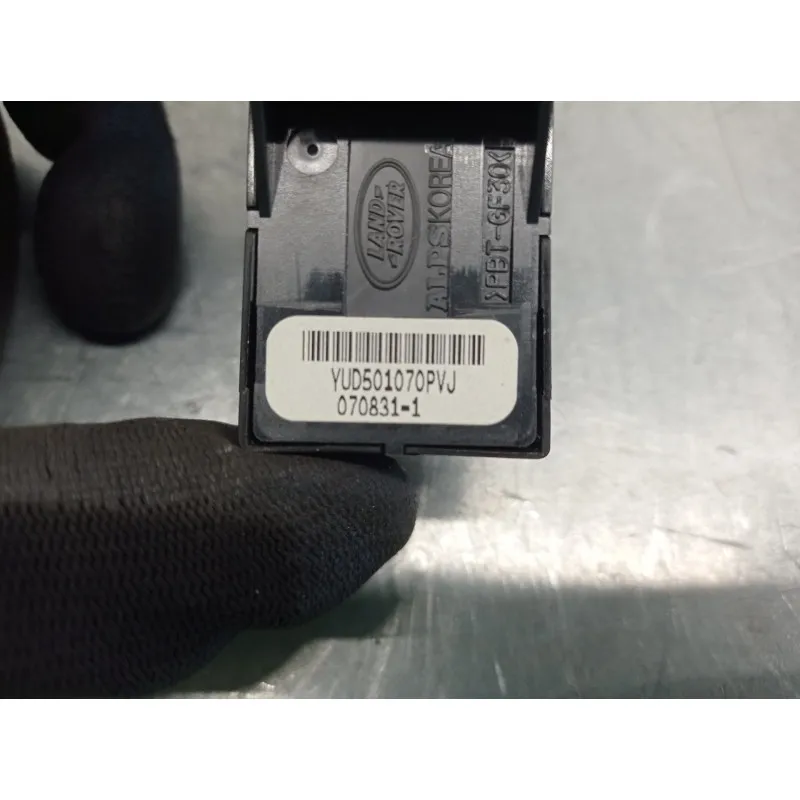 LAND
ROVER
ALPSKOREA
>PBT-GF30<
YUD501070PVJ
070831-1